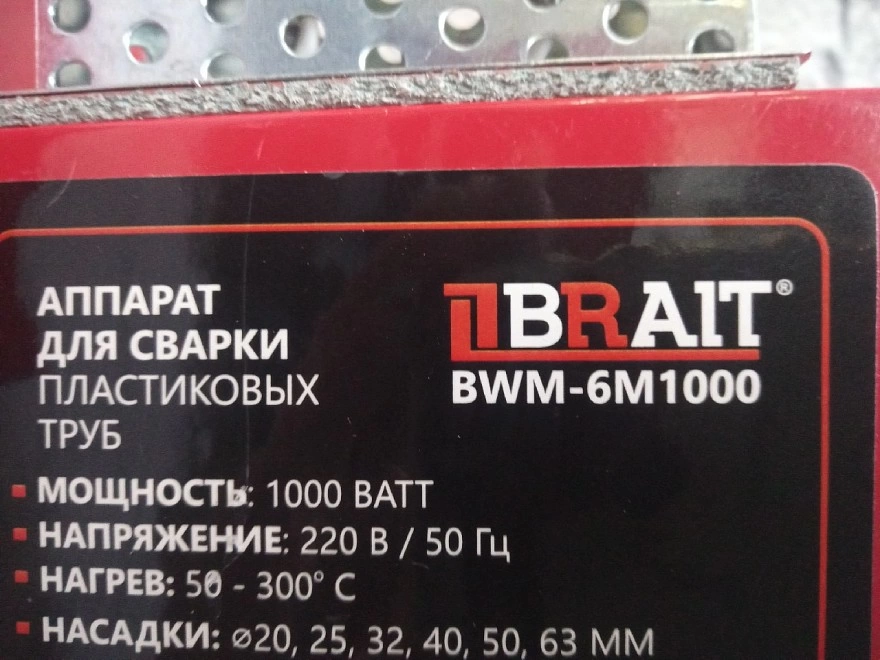 АППАРАТ
ДЛЯ СВАРКИ
ПЛАСТИКОВЫХ
ТРУБ
BRAIT®
BWM-6M1000
МОЩНОСТЬ: 1000 ВАТТ
НАПРЯЖЕНИЕ: 220 В / 50 Гц
НАГРЕВ: 50 - 300° С
НАСАДКИ: ⌀20, 25, 32, 40, 50, 63 ММ